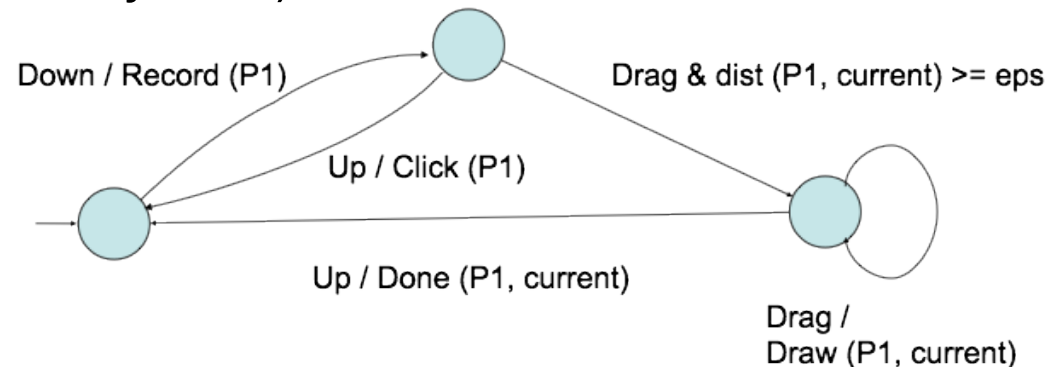 Down / Record (P1)
Drag & dist (P1, current) >= eps
Up / Click (P1)
Up / Done (P1, current)
Drag /
Draw (P1, current)